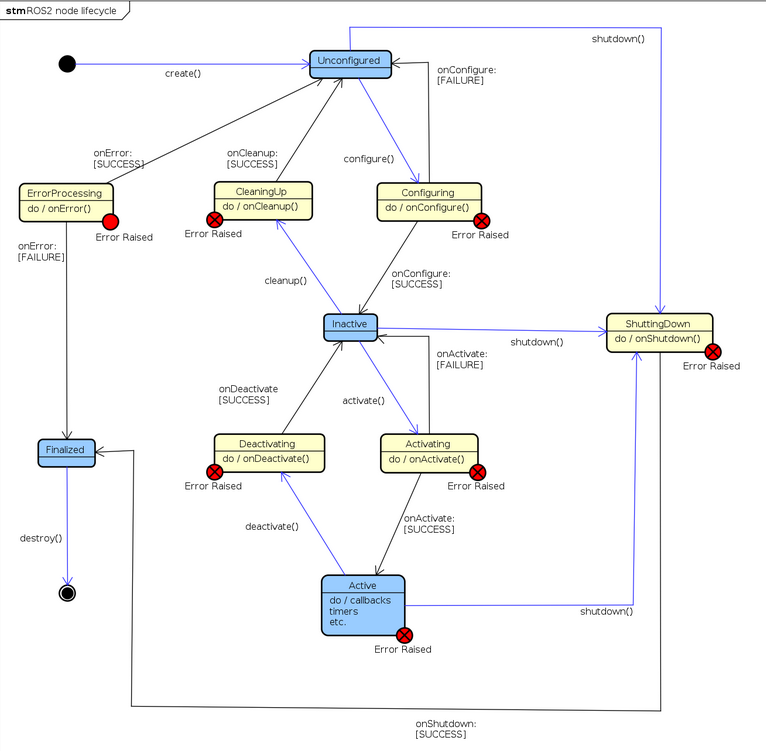 stm ROS2 node lifecycle
shutdown()
Unconfigured
create()
onConfigure:
[FAILURE]
onError:
[SUCCESS]
onCleanup:
[SUCCESS]
configure()
ErrorProcessing
do / onError()
Error Raised
CleaningUp
do / onCleanup()
Error Raised
Configuring
do / onConfigure()
Error Raised
onError:
[FAILURE]
cleanup()
onConfigure:
[SUCCESS]
Inactive
shutdown()
ShuttingDown
do / onShutdown()
Error Raised
onActivate:
[FAILURE]
onDeactivate
[SUCCESS]
activate()
Finalized
Deactivating
do / onDeactivate()
Error Raised
Activating
do / onActivate()
Error Raised
destroy()
deactivate()
onActivate:
[SUCCESS]
Active
do / callbacks
timers
etc.
Error Raised
shutdown()
onShutdown:
[SUCCESS]